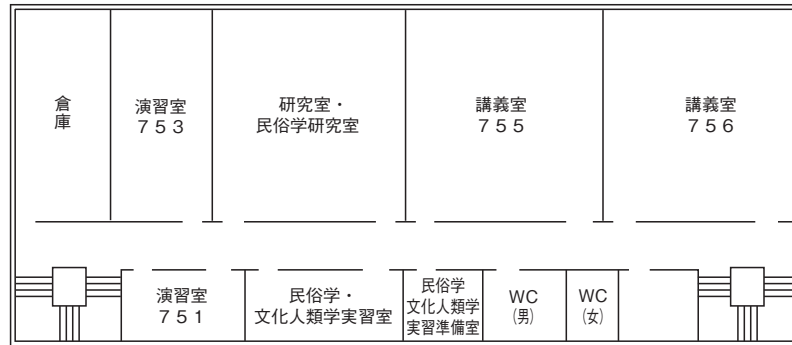 倉
庫
演習室
７５３
研究室・
民俗学研究室
講義室
７５５
講義室
７５６
演習室
７５１
民俗学・
文化人類学実習室
民俗学
文化人類学
実習準備室
WC
(男)
WC
(女)